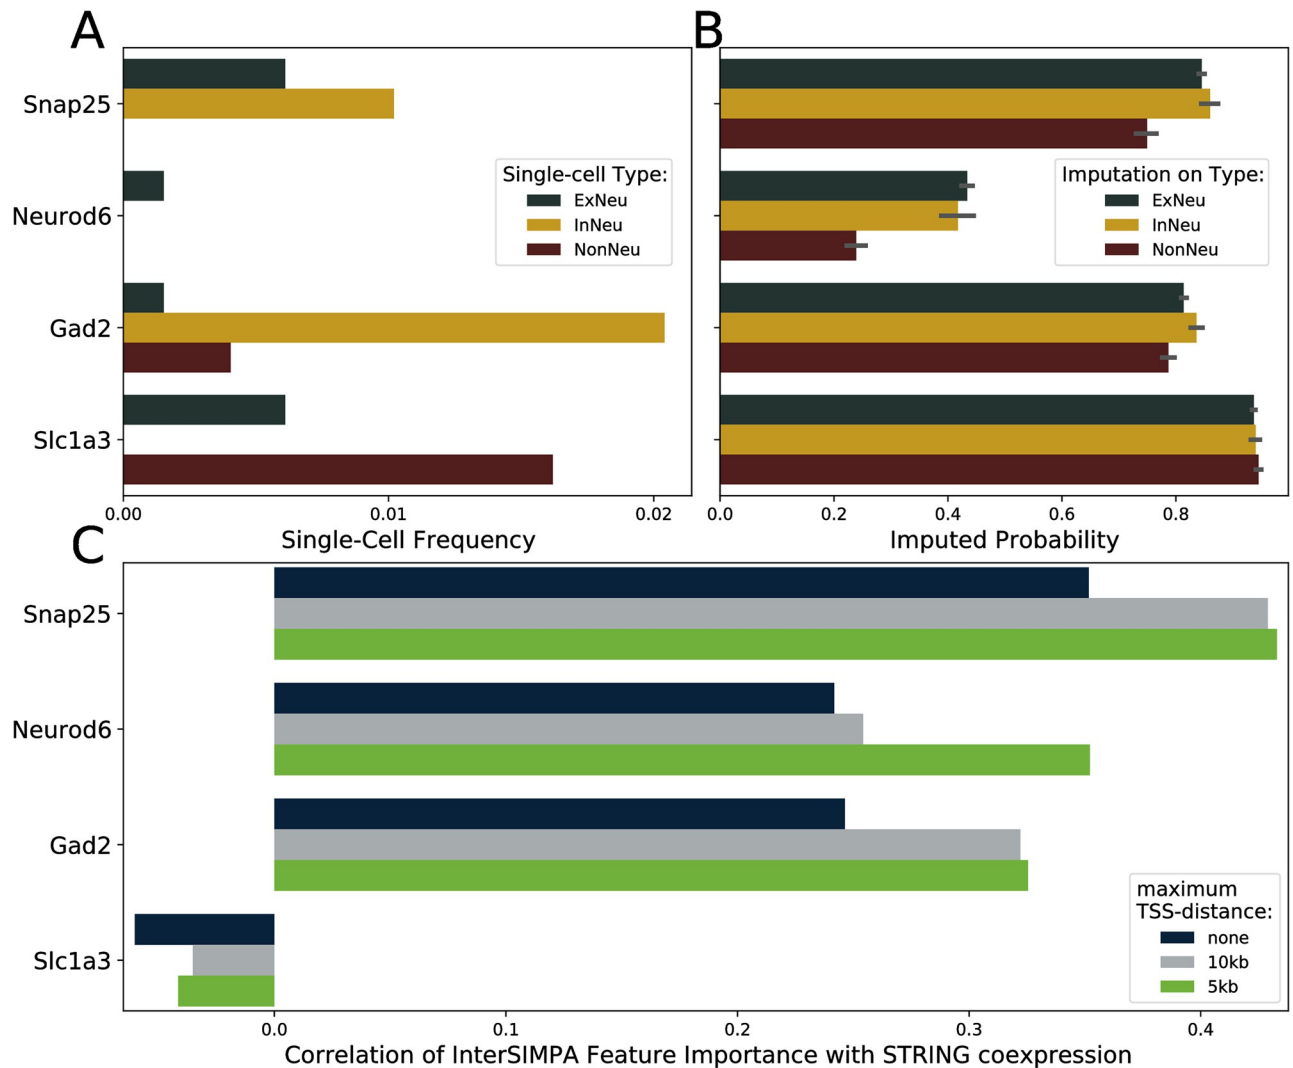 A
Snap25
Neurod6
Gad2
Slc1a3
Single-cell Type:
ExNeu
InNeu
NonNeu
0.00
0.01
0.02
Single-Cell Frequency
B
Imputation on Type:
ExNeu
InNeu
NonNeu
0.0
0.2
0.4
0.6
0.8
Imputed Probability
C
Snap25
Neurod6
Gad2
Slc1a3
maximum
TSS-distance:
none
10kb
5kb
0.0
0.1
0.2
0.3
0.4
Correlation of InterSIMPA Feature Importance with STRING coexpression